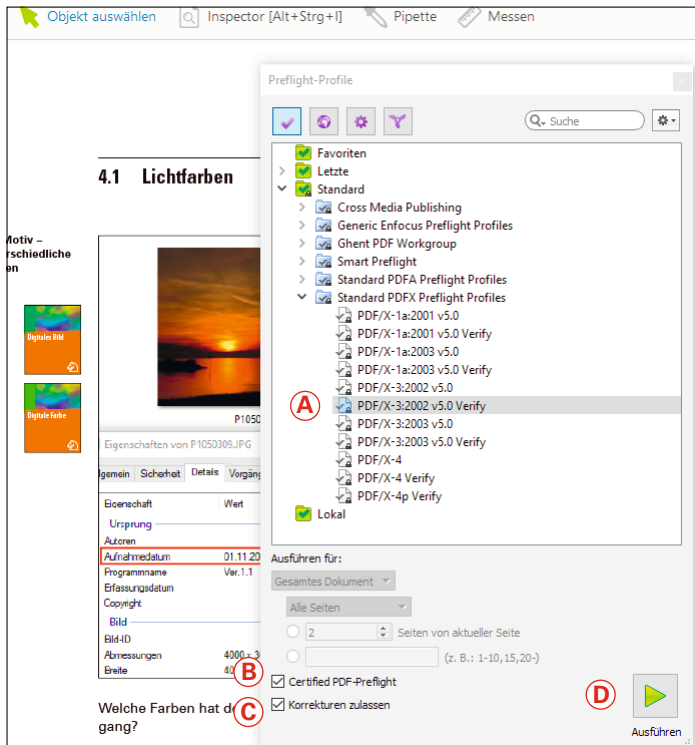 Objekt auswählen Inspector [Alt+Strg+I] Pipette Messen
4.1 Lichtfarben
Motiv –
rschiedliche
en
Digitales Bild
Digitale Farbe
P1050
Eigenschaften von P1050309.JPG
lgemein Sicherheit Details Vorgäng
Eigenschaft Wert
Ursprung
Autoren
Aufnahmedatum 01.11.20
Programmname Ver.1.1
Erfassungsdatum
Copyright
Bild
Bild-ID
Abmessungen 4000 x 3
Breite 40
Welche Farben hat de
gang?
Preflight-Profile
x
Suche
Favoriten
Letzte
Standard
Cross Media Publishing
Generic Enfocus Preflight Profiles
Ghent PDF Workgroup
Smart Preflight
Standard PDFA Preflight Profiles
Standard PDFX Preflight Profiles
PDF/X-1a:2001 v5.0
PDF/X-1a:2001 v5.0 Verify
PDF/X-1a:2003 v5.0
PDF/X-1a:2003 v5.0 Verify
PDF/X-3:2002 v5.0
A PDF/X-3:2002 v5.0 Verify
PDF/X-3:2003 v5.0
PDF/X-3:2003 v5.0 Verify
PDF/X-4
PDF/X-4 Verify
PDF/X-4p Verify
Lokal
Ausführen für:
Gesamtes Dokument
Alle Seiten
2 Seiten von aktueller Seite
(z. B.: 1-10,15,20-)
B Certified PDF-Preflight
C Korrekturen zulassen
D
Ausführen